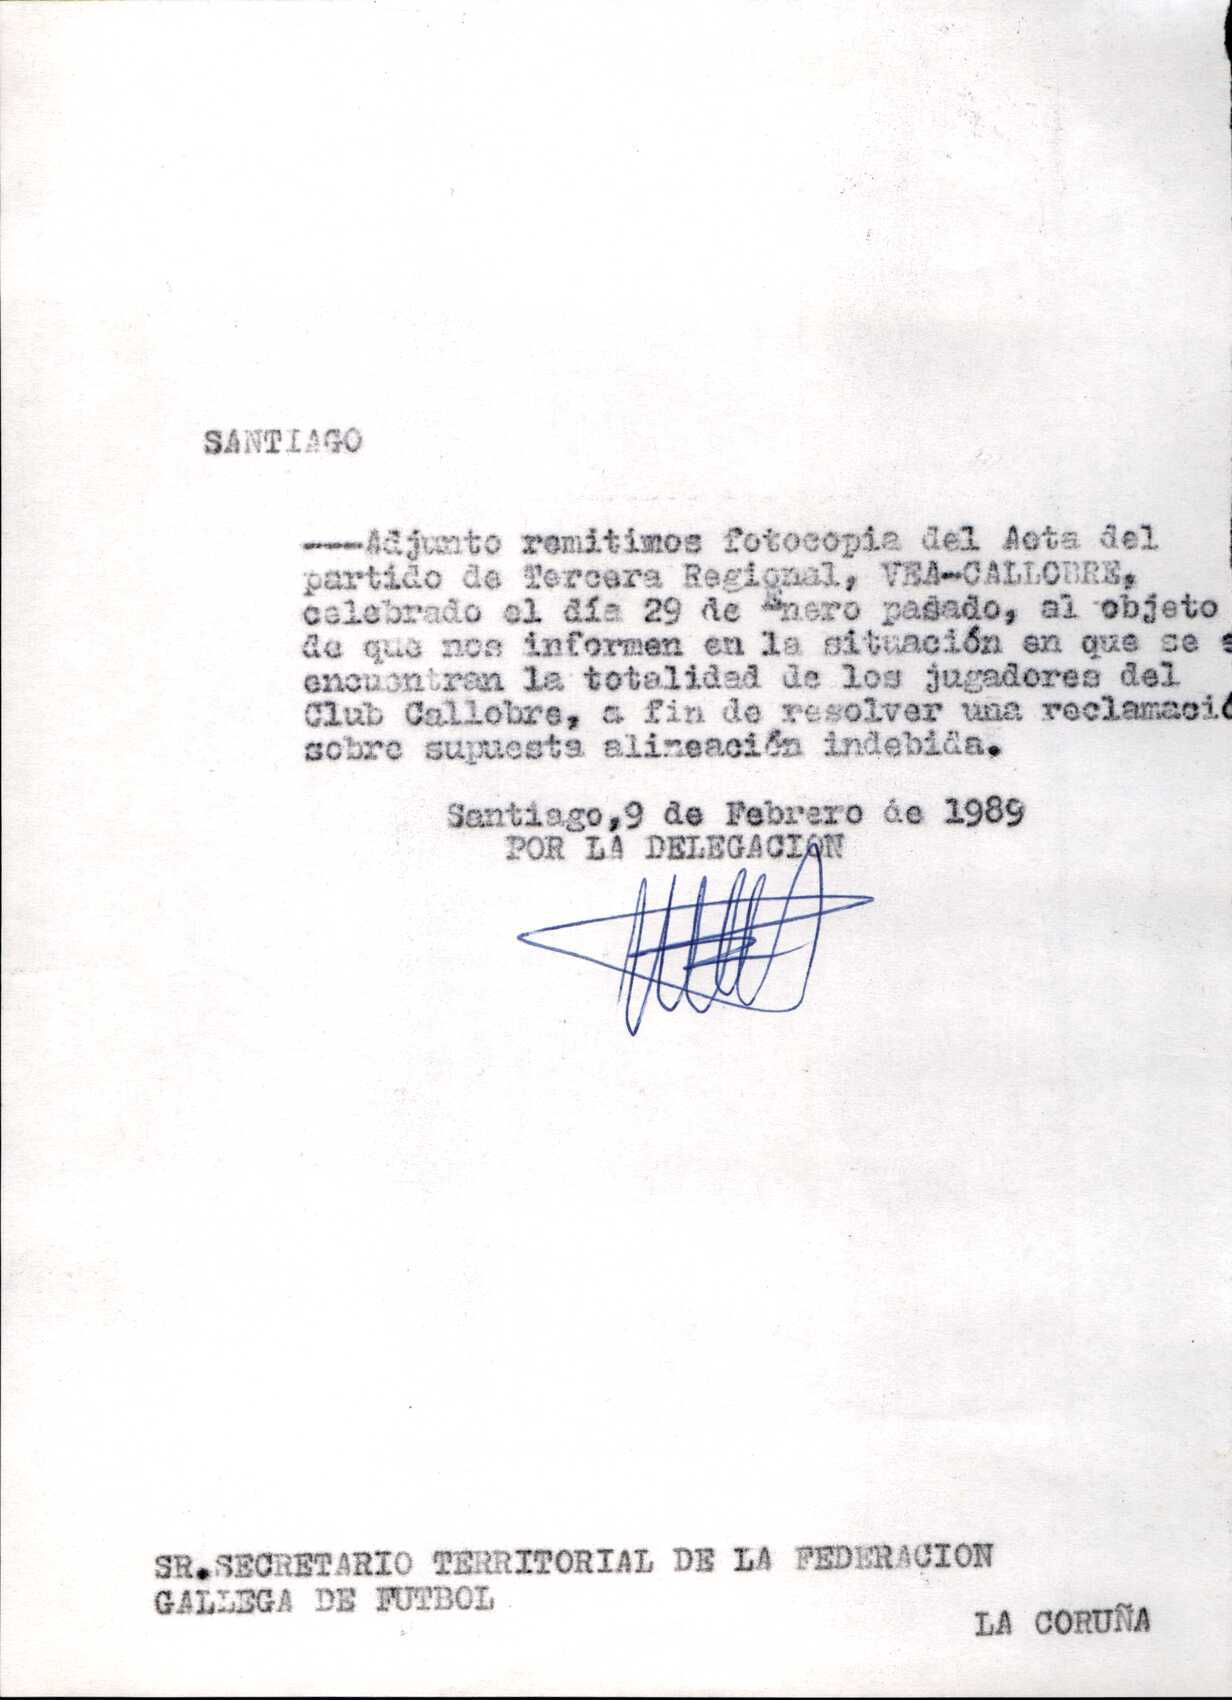 SANTIAGO
----Adjunto remitimos fotocopia del Acta del
partido de Tercera Regional, VEA-CALLOBRE,
celebrado el día 29 de Enero pasado, al objeto
de que nos informen en la situación en que se s
encuentran la totalidad de los jugadores del
Club Callobre, a fin de resolver una reclamació
sobre supuesta alineación indebida.
Santiago,9 de Febrero de 1989
POR LA DELEGACION
SR.SECRETARIO TERRITORIAL DE LA FEDERACION
GALLEGA DE FUTBOL
LA CORUÑA